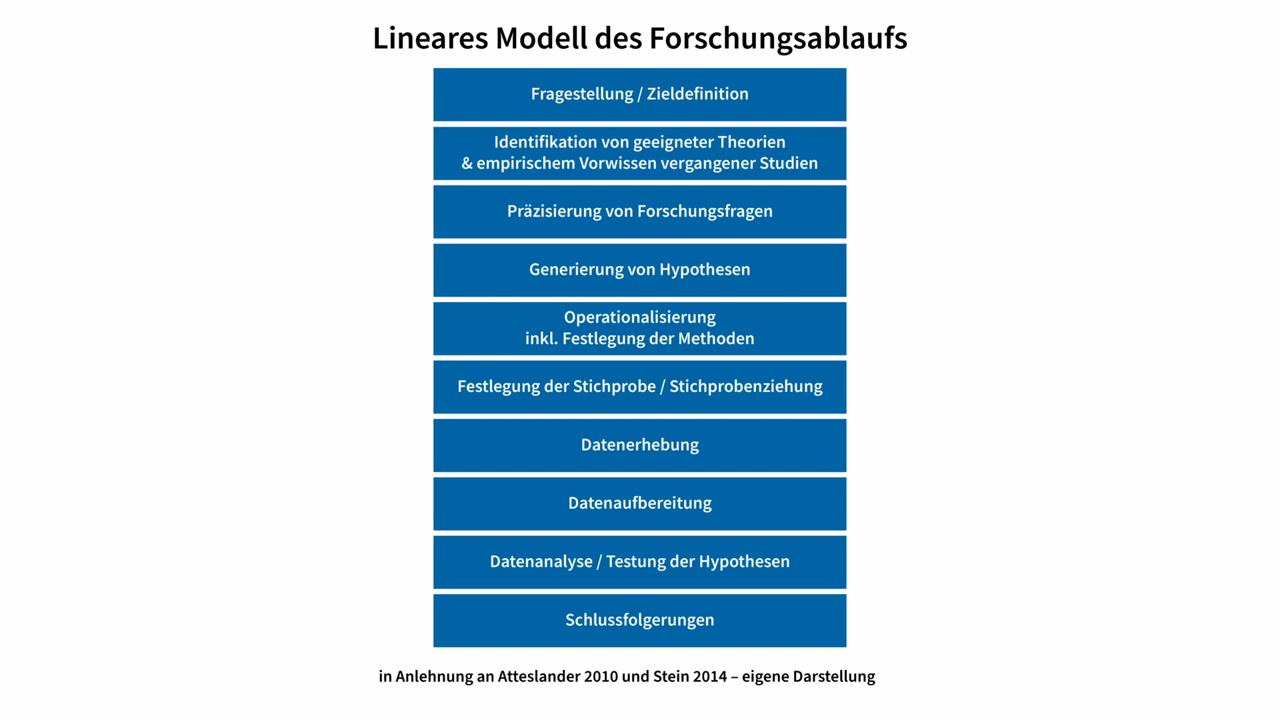 Lineares Modell des Forschungsablaufs
Fragestellung / Zieldefinition
Identifikation von geeigneter Theorien
& empirischem Vorwissen vergangener Studien
Präzisierung von Forschungsfragen
Generierung von Hypothesen
Operationalisierung
inkl. Festlegung der Methoden
Festlegung der Stichprobe / Stichprobenziehung
Datenerhebung
Datenaufbereitung
Datenanalyse / Testung der Hypothesen
Schlussfolgerungen
in Anlehnung an Atteslander 2010 und Stein 2014 – eigene Darstellung